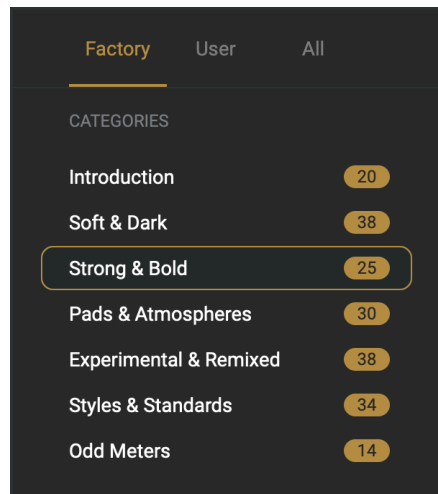 Factory User All
CATEGORIES
Introduction 20
Soft & Dark 38
Strong & Bold 25
Pads & Atmospheres 30
Experimental & Remixed 38
Styles & Standards 34
Odd Meters 14